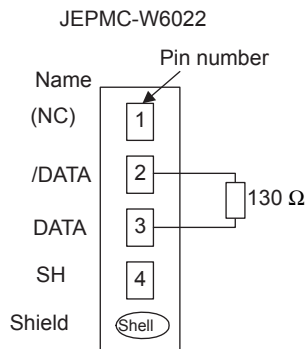 JEPMC-W6022
Pin number
Name
(NC) 1
/DATA 2
130 Ω
DATA 3
SH 4
Shield Shell